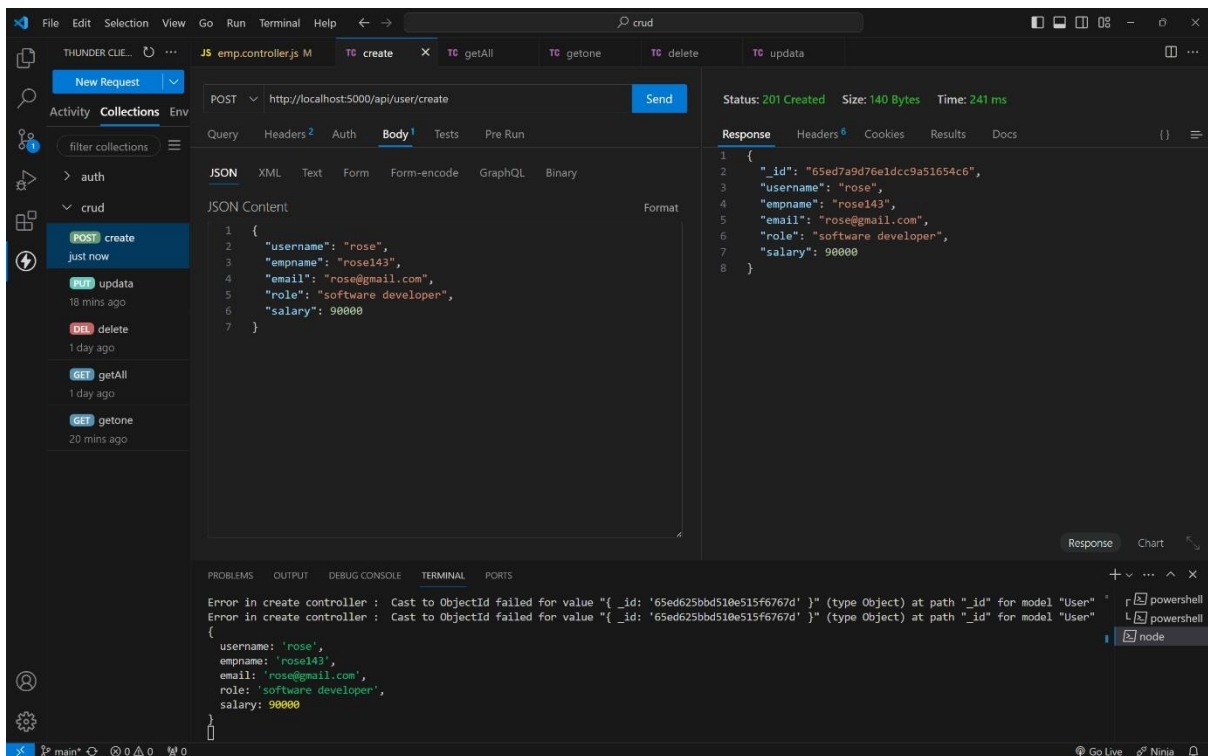 File Edit Selection View Go Run Terminal Help ← → crud
THUNDER CLIE... ···
New Request
Activity Collections Env
filter collections
auth
crud
POST create
just now
PUT updata
18 mins ago
DEL delete
1 day ago
GET getAll
1 day ago
GET getone
20 mins ago
JS emp.controller.js M TC create × TC getAll TC getone TC delete TC updata
POST http://localhost:5000/api/user/create Send
Query Headers 2 Auth Body 1 Tests Pre Run
JSON XML Text Form Form-encode GraphQL Binary
JSON Content Format
1 {
2 "username": "rose",
3 "empname": "rose143",
4 "email": "rose@gmail.com",
5 "role": "software developer",
6 "salary": 90000
7 }
Status: 201 Created Size: 140 Bytes Time: 241 ms
Response Headers 6 Cookies Results Docs {}
1 {
2 "_id": "65ed7a9d76e1dcc9a51654c6",
3 "username": "rose",
4 "empname": "rose143",
5 "email": "rose@gmail.com",
6 "role": "software developer",
7 "salary": 90000
8 }
Response Chart
PROBLEMS OUTPUT DEBUG CONSOLE TERMINAL PORTS
Error in create controller : Cast to ObjectId failed for value "{ _id: '65ed625bbd510e515f6767d' }" (type Object) at path "_id" for model "User"
Error in create controller : Cast to ObjectId failed for value "{ _id: '65ed625bbd510e515f6767d' }" (type Object) at path "_id" for model "User"
{
username: 'rose',
empname: 'rose143',
email: 'rose@gmail.com',
role: 'software developer',
salary: 90000
}
powershell
powershell
node
1
main* 0 0 0 Go Live Ninja